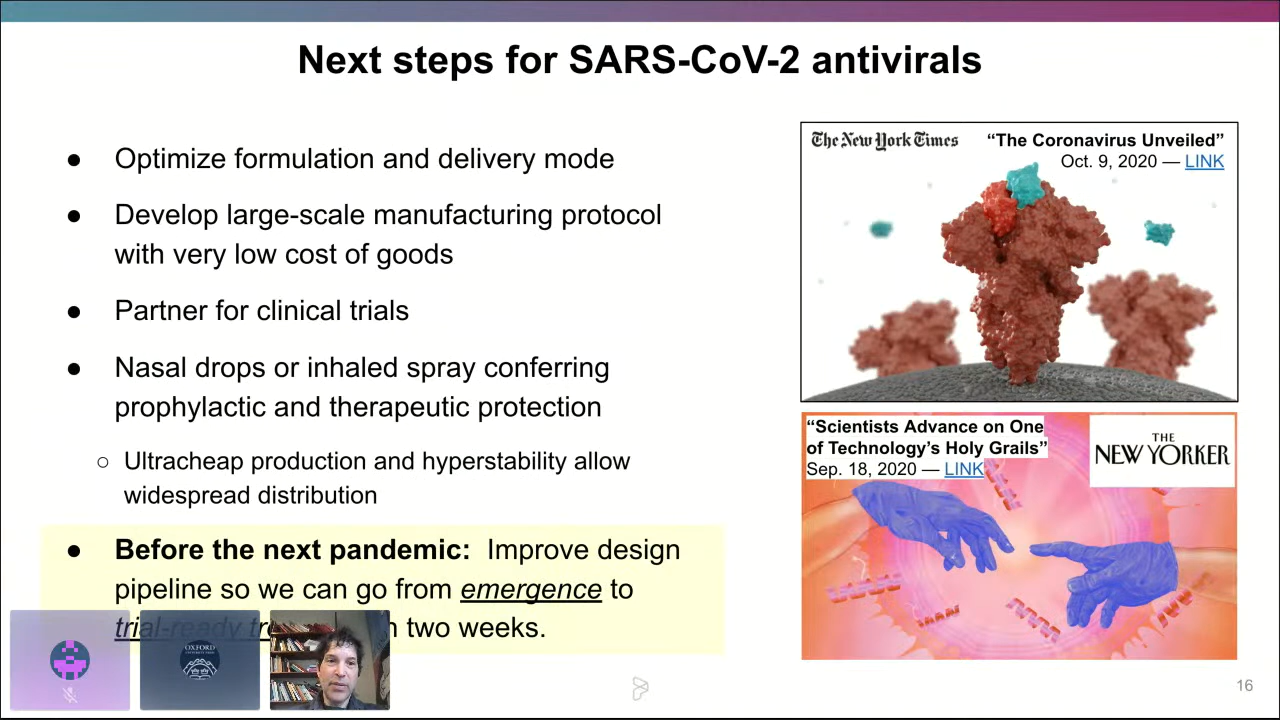 Next steps for SARS-CoV-2 antivirals
● Optimize formulation and delivery mode
● Develop large-scale manufacturing protocol
with very low cost of goods
● Partner for clinical trials
● Nasal drops or inhaled spray conferring
prophylactic and therapeutic protection
○ Ultracheap production and hyperstability allow
widespread distribution
● Before the next pandemic: Improve design
pipeline so we can go from emergence to
trial-ready two weeks.
The New York Times
“The Coronavirus Unveiled”
Oct. 9, 2020 — LINK
“Scientists Advance on One
of Technology’s Holy Grails”
Sep. 18, 2020 — LINK
THE
NEW YORKER
OXFORD
16